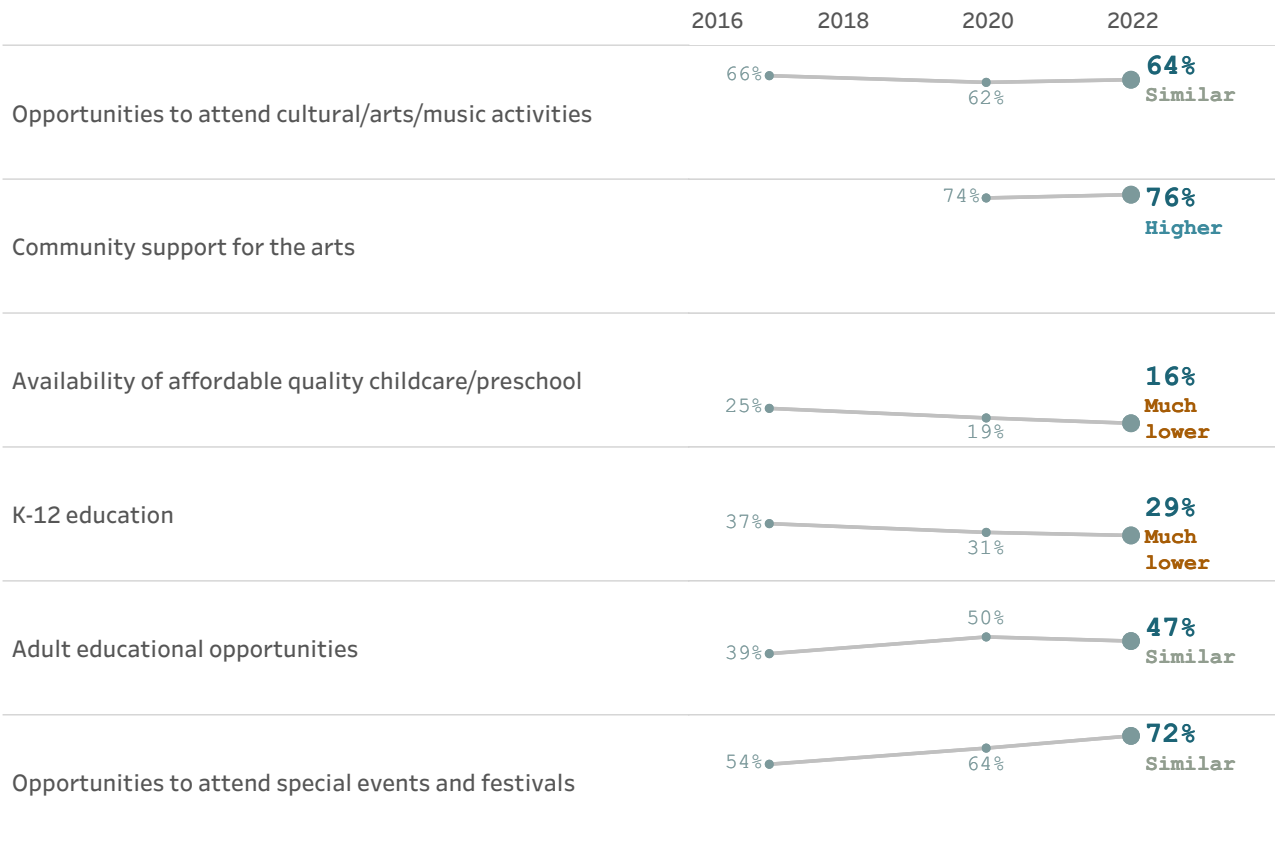 2016 2018 2020 2022
Opportunities to attend cultural/arts/music activities
66%
62%
64%
Similar
Community support for the arts
74%
76%
Higher
Availability of affordable quality childcare/preschool
25%
19%
16%
Much
lower
K-12 education
37%
31%
29%
Much
lower
Adult educational opportunities
39%
50%
47%
Similar
Opportunities to attend special events and festivals
54%
64%
72%
Similar